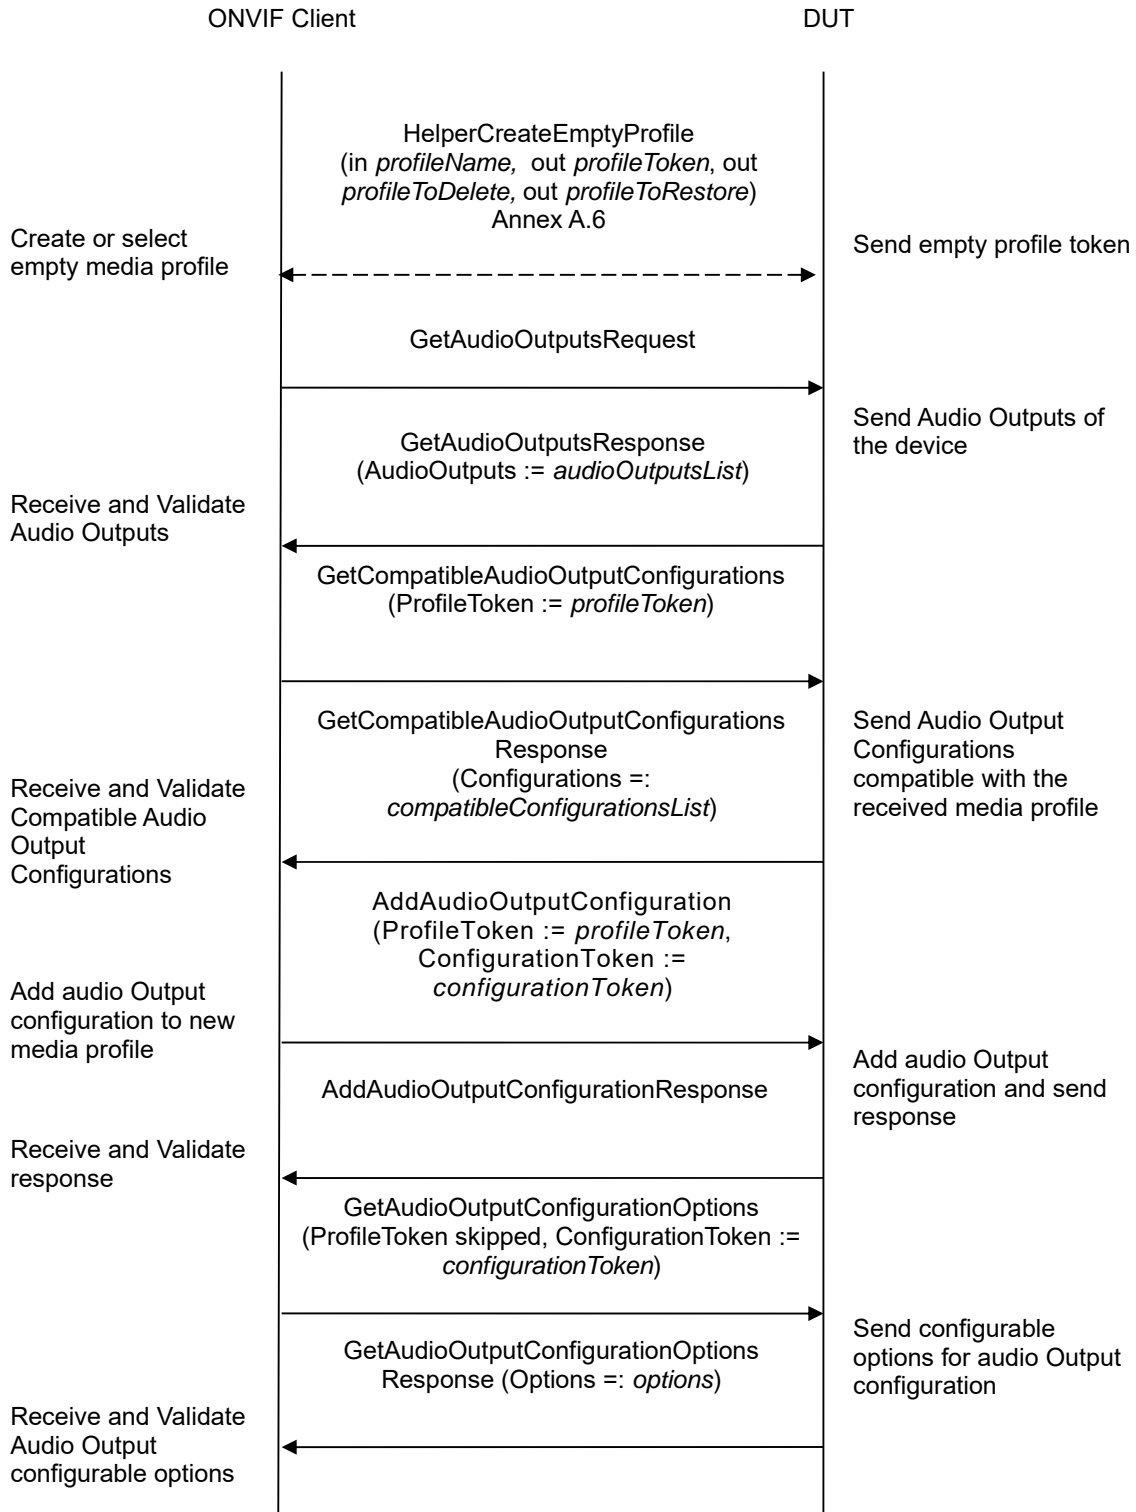 ONVIF Client
DUT
HelperCreateEmptyProfile
(in profileName, out profileToken, out
profileToDelete, out profileToRestore)
Annex A.6
Create or select
empty media profile
Send empty profile token
GetAudioOutputsRequest
Send Audio Outputs of
the device
GetAudioOutputsResponse
(AudioOutputs := audioOutputsList)
Receive and Validate
Audio Outputs
GetCompatibleAudioOutputConfigurations
(ProfileToken := profileToken)
GetCompatibleAudioOutputConfigurations
Response
(Configurations =:
compatibleConfigurationsList)
Send Audio Output
Configurations
compatible with the
received media profile
Receive and Validate
Compatible Audio
Output
Configurations
AddAudioOutputConfiguration
(ProfileToken := profileToken,
ConfigurationToken :=
configurationToken)
Add audio Output
configuration to new
media profile
Add audio Output
configuration and send
response
AddAudioOutputConfigurationResponse
Receive and Validate
response
GetAudioOutputConfigurationOptions
(ProfileToken skipped, ConfigurationToken :=
configurationToken)
Send configurable
options for audio Output
configuration
GetAudioOutputConfigurationOptions
Response (Options =: options)
Receive and Validate
Audio Output
configurable options